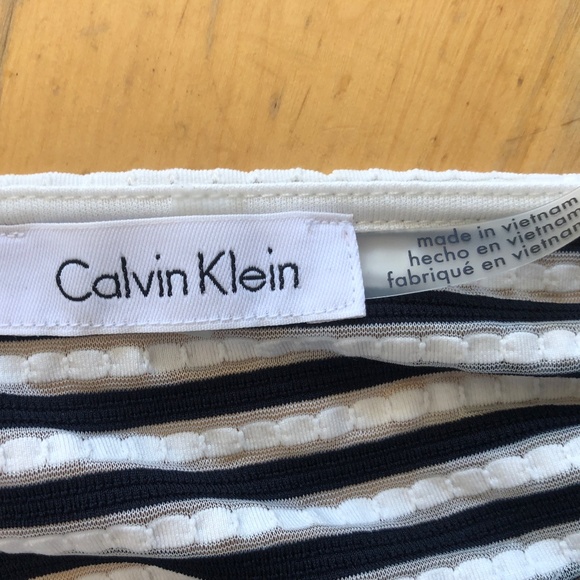 Calvin Klein
made in vietnam
hecho en vietnam
fabriqué en vietnam